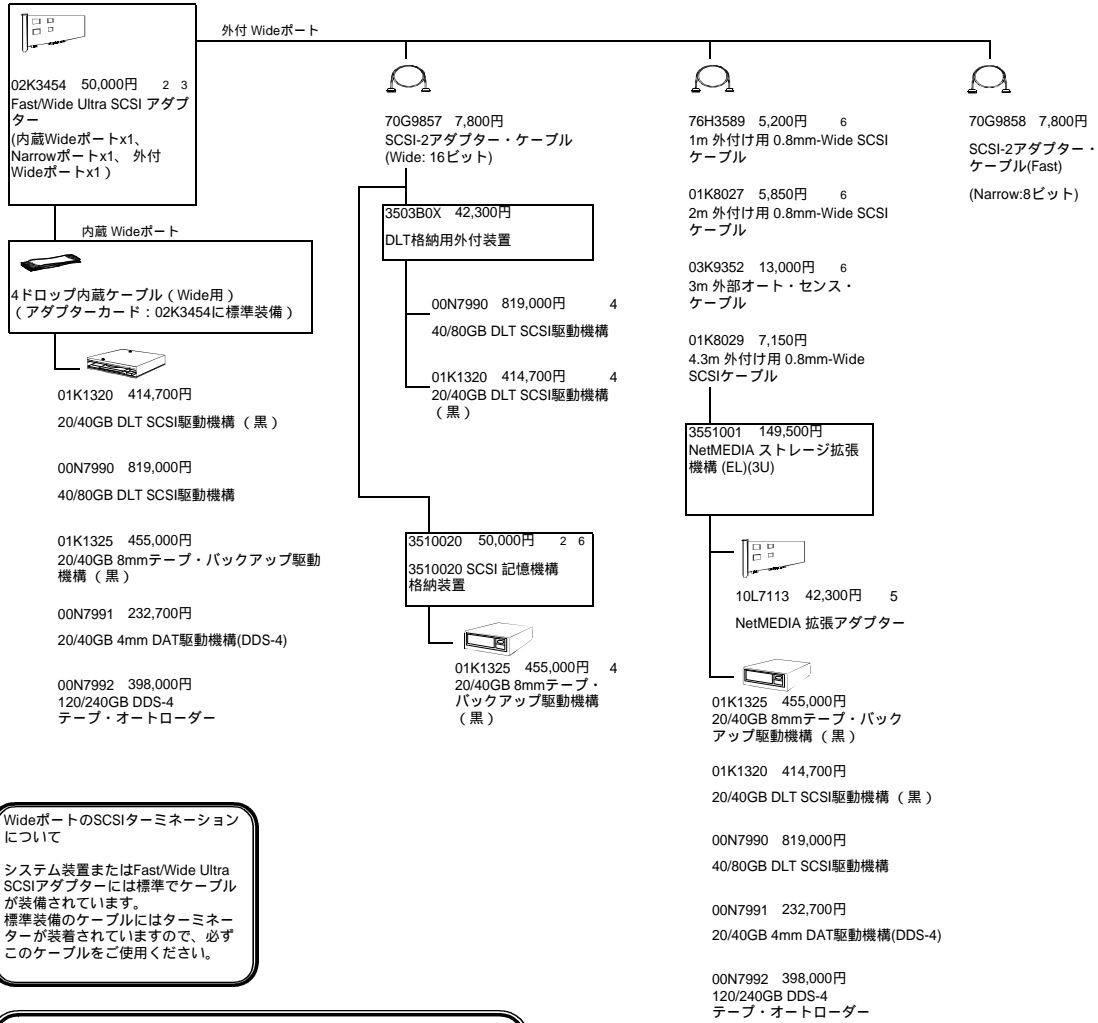 外付 Wideポート
02K3454 50,000円 2 3
Fast/Wide Ultra SCSI アダプ
ター
(内蔵Wideポートx1、
Narrowポートx1、 外付
Wideポートx1 )
内蔵 Wideポート
4ドロップ内蔵ケーブル ( Wide用 )
( アダプターカード : 02K3454に標準装備 )
01K1320 414,700円
20/40GB DLT SCSI駆動機構 ( 黒 )
00N7990 819,000円
40/80GB DLT SCSI駆動機構
01K1325 455,000円
20/40GB 8mmテープ・バックアップ駆動
機構 ( 黒 )
00N7991 232,700円
20/40GB 4mm DAT駆動機構(DDS-4)
00N7992 398,000円
120/240GB DDS-4
テープ・オートローダー
70G9857 7,800円
SCSI-2アダプター・ケーブル
(Wide: 16ビット)
3503B0X 42,300円
DLT格納用外付装置
00N7990 819,000円 4
40/80GB DLT SCSI駆動機構
01K1320 414,700円 4
20/40GB DLT SCSI駆動機構
( 黒 )
3510020 50,000円 2 6
3510020 SCSI 記憶機構
格納装置
01K1325 455,000円 4
20/40GB 8mmテープ・
バックアップ駆動機構
( 黒 )
76H3589 5,200円 6
1m 外付け用 0.8mm-Wide SCSI
ケーブル
01K8027 5,850円 6
2m 外付け用 0.8mm-Wide SCSI
ケーブル
03K9352 13,000円 6
3m 外部オート・センス・
ケーブル
01K8029 7,150円
4.3m 外付け用 0.8mm-Wide
SCSIケーブル
3551001 149,500円
NetMEDIA ストレージ拡張
機構 (EL)(3U)
10L7113 42,300円 5
NetMEDIA 拡張アダプター
01K1325 455,000円
20/40GB 8mmテープ・バック
アップ駆動機構 ( 黒 )
01K1320 414,700円
20/40GB DLT SCSI駆動機構 ( 黒 )
00N7990 819,000円
40/80GB DLT SCSI駆動機構
00N7991 232,700円
20/40GB 4mm DAT駆動機構(DDS-4)
00N7992 398,000円
120/240GB DDS-4
テープ・オートローダー
70G9858 7,800円
SCSI-2アダプター・
ケーブル(Fast)
(Narrow:8ビット)
WideポートのSCSIターミネーション
について
システム装置またはFast/Wide Ultra
SCSIアダプターには標準でケーブル
が装備されています。
標準装備のケーブルにはターミネー
ターが装着されていますので、必ず
このケーブルをご使用ください。